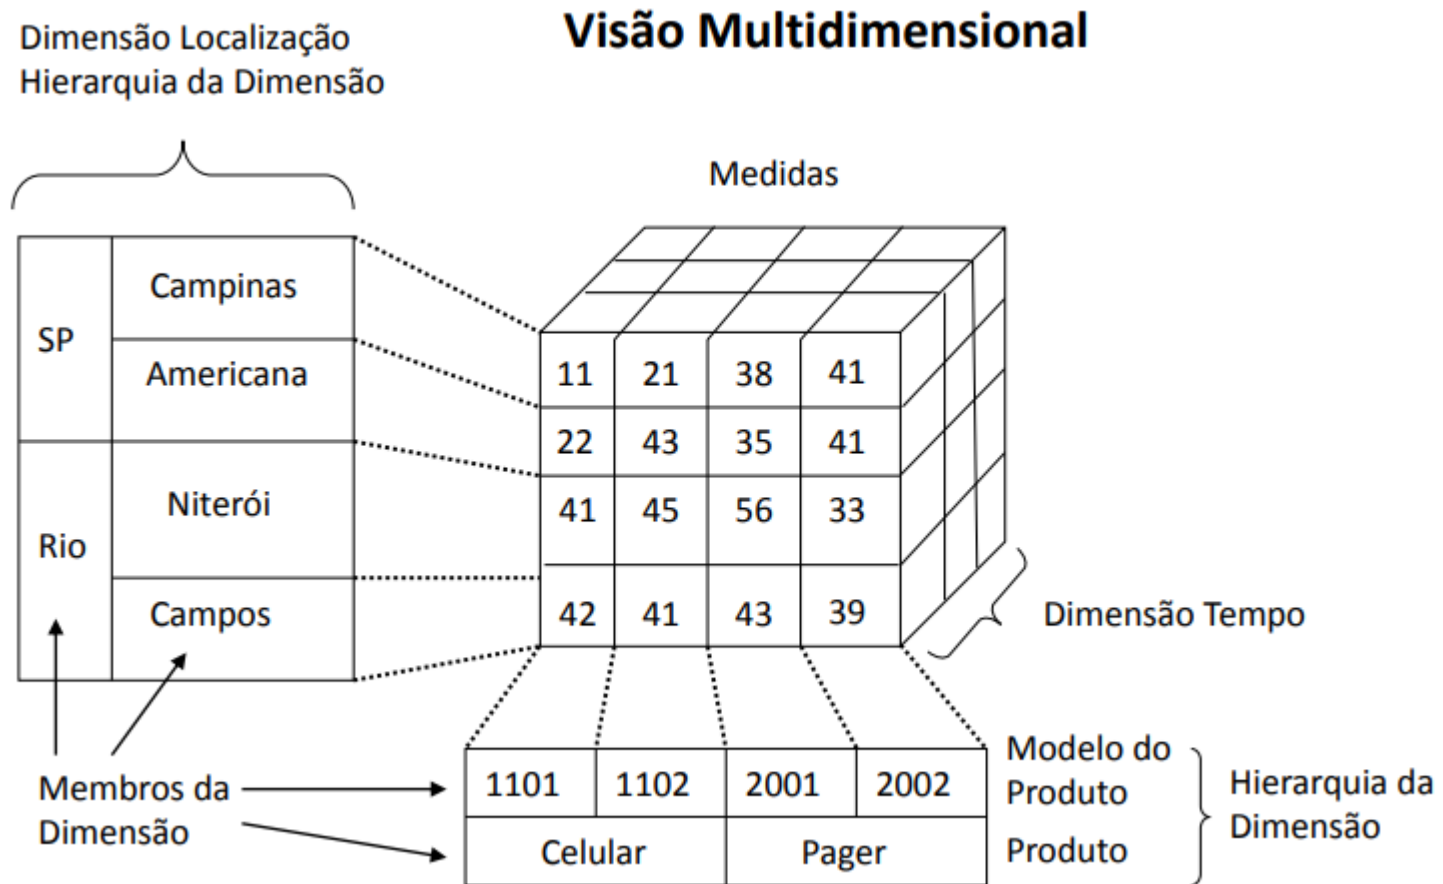 Visão Multidimensional
Dimensão Localização
Hierarquia da Dimensão
Medidas
SP
Campinas
Americana
Rio
Niterói
Campos
11 21 38 41
22 43 35 41
41 45 56 33
42 41 43 39
Dimensão Tempo
Membros da
Dimensão
1101 1102 2001 2002
Celular Pager
Modelo do
Produto
Produto
Hierarquia da
Dimensão